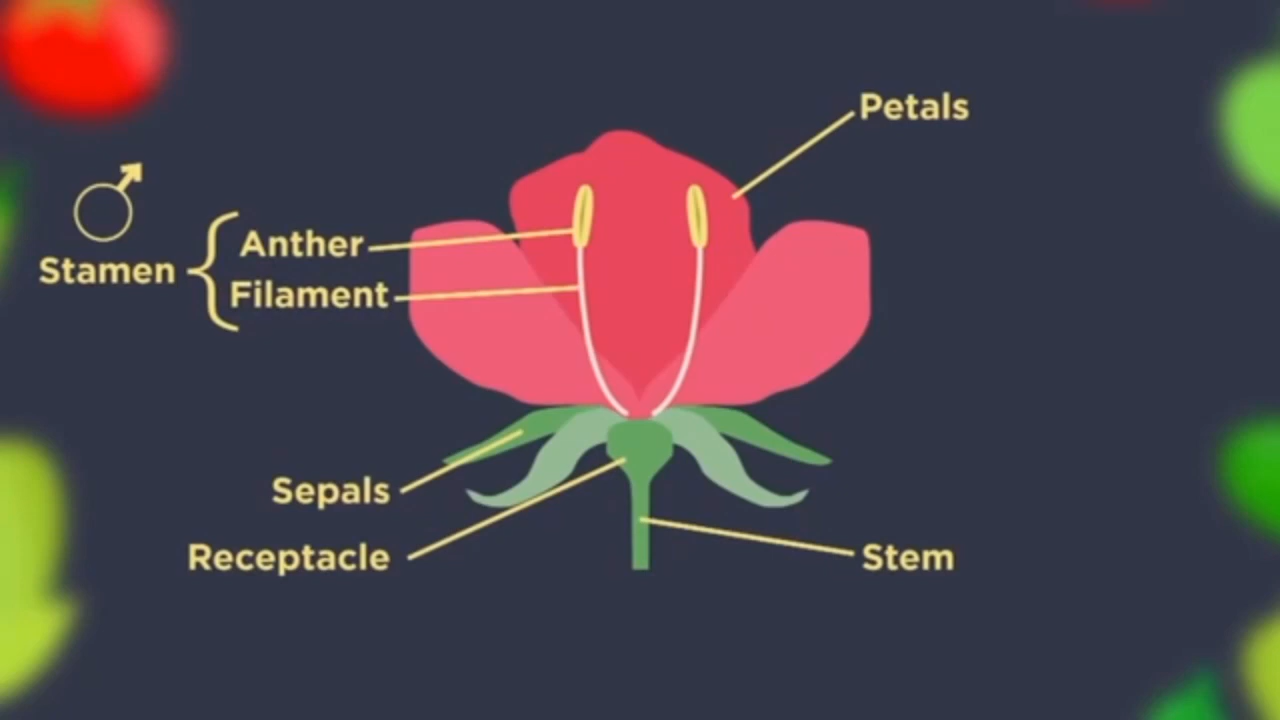 Petals
Anther
Stamen
Filament
Sepals
Receptacle
Stem